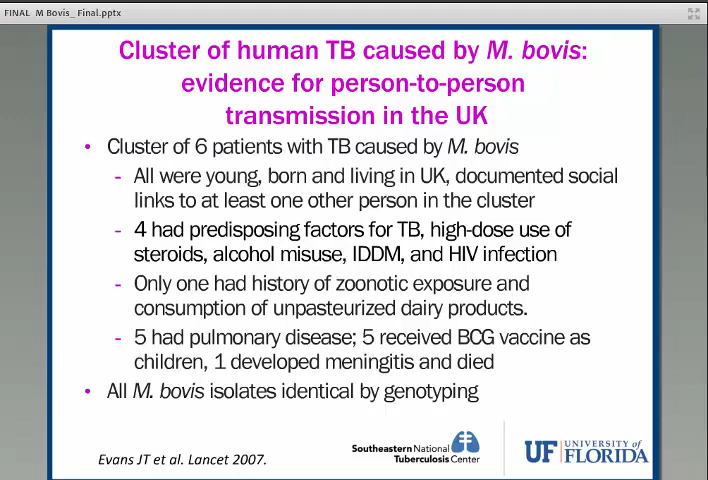 FINAL M Bovis_ Final.pptx
Cluster of human TB caused by M. bovis:
evidence for person-to-person
transmission in the UK
• Cluster of 6 patients with TB caused by M. bovis
- All were young, born and living in UK, documented social
links to at least one other person in the cluster
- 4 had predisposing factors for TB, high-dose use of
steroids, alcohol misuse, IDDM, and HIV infection
- Only one had history of zoonotic exposure and
consumption of unpasteurized dairy products.
- 5 had pulmonary disease; 5 received BCG vaccine as
children, 1 developed meningitis and died
• All M. bovis isolates identical by genotyping
Evans JT et al. Lancet 2007.
Southeastern National
Tuberculosis Center
UF UNIVERSITY of
FLORIDA